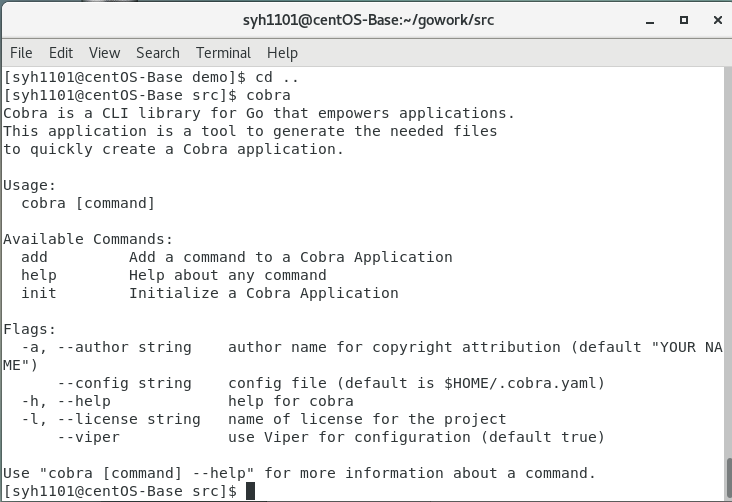 syh1101@centOS-Base:~/gowork/src
File Edit View Search Terminal Help
[syh1101@centOS-Base demo]$ cd ..
[syh1101@centOS-Base src]$ cobra
Cobra is a CLI library for Go that empowers applications.
This application is a tool to generate the needed files
to quickly create a Cobra application.

Usage:
  cobra [command]

Available Commands:
  add         Add a command to a Cobra Application
  help        Help about any command
  init        Initialize a Cobra Application

Flags:
  -a, --author string    author name for copyright attribution (default "YOUR NA
ME")
      --config string    config file (default is $HOME/.cobra.yaml)
  -h, --help             help for cobra
  -l, --license string   name of license for the project
      --viper            use Viper for configuration (default true)

Use "cobra [command] --help" for more information about a command.
[syh1101@centOS-Base src]$